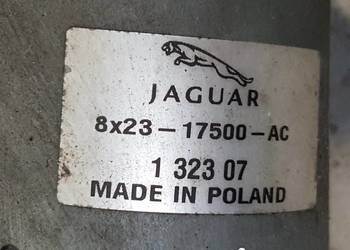 JAGUAR
8x23-17500-AC
1 323 07
MADE IN POLAND